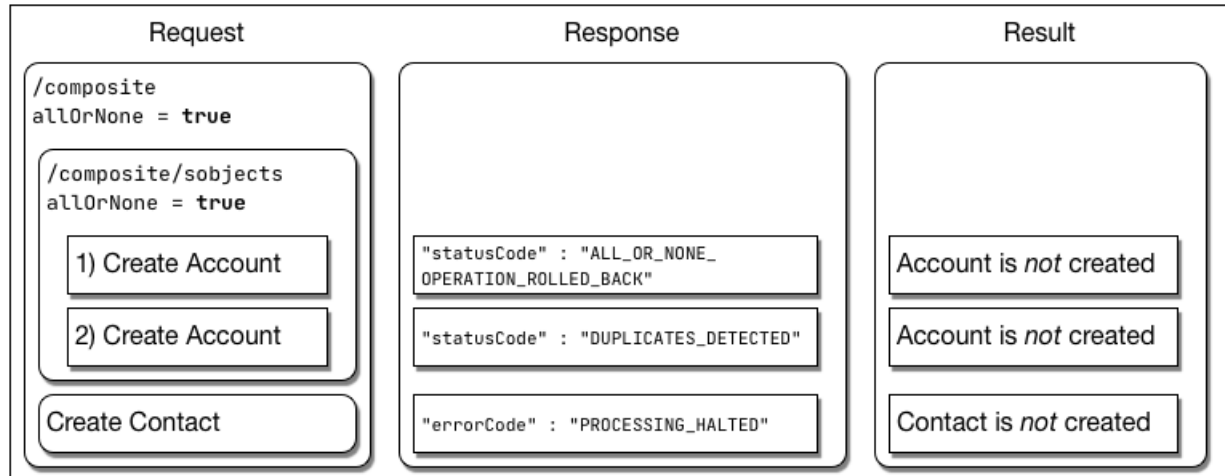 Request
Response
Result
/composite
allOrNone = true
/composite/sobjects
allOrNone = true
1) Create Account
"statusCode" : "ALL_OR_NONE_
OPERATION_ROLLED_BACK"
Account is not created
2) Create Account
"statusCode" : "DUPLICATES_DETECTED"
Account is not created
Create Contact
"errorCode" : "PROCESSING_HALTED"
Contact is not created